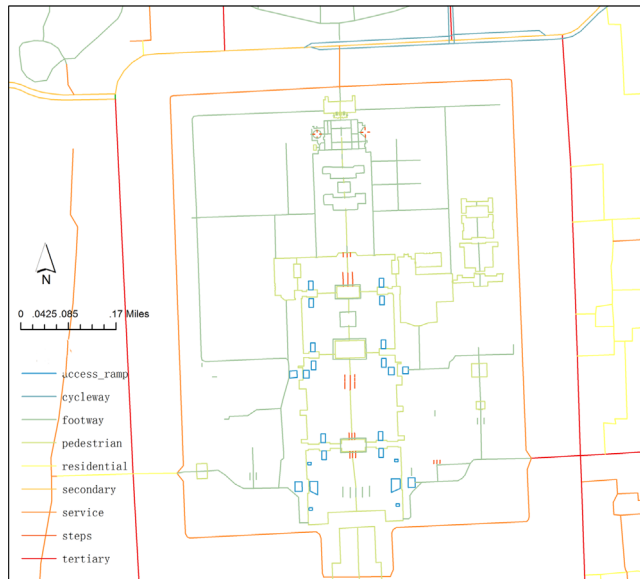 N
0 .0425.085 .17 Miles
access_ramp
cycleway
footway
pedestrian
residential
secondary
service
steps
tertiary